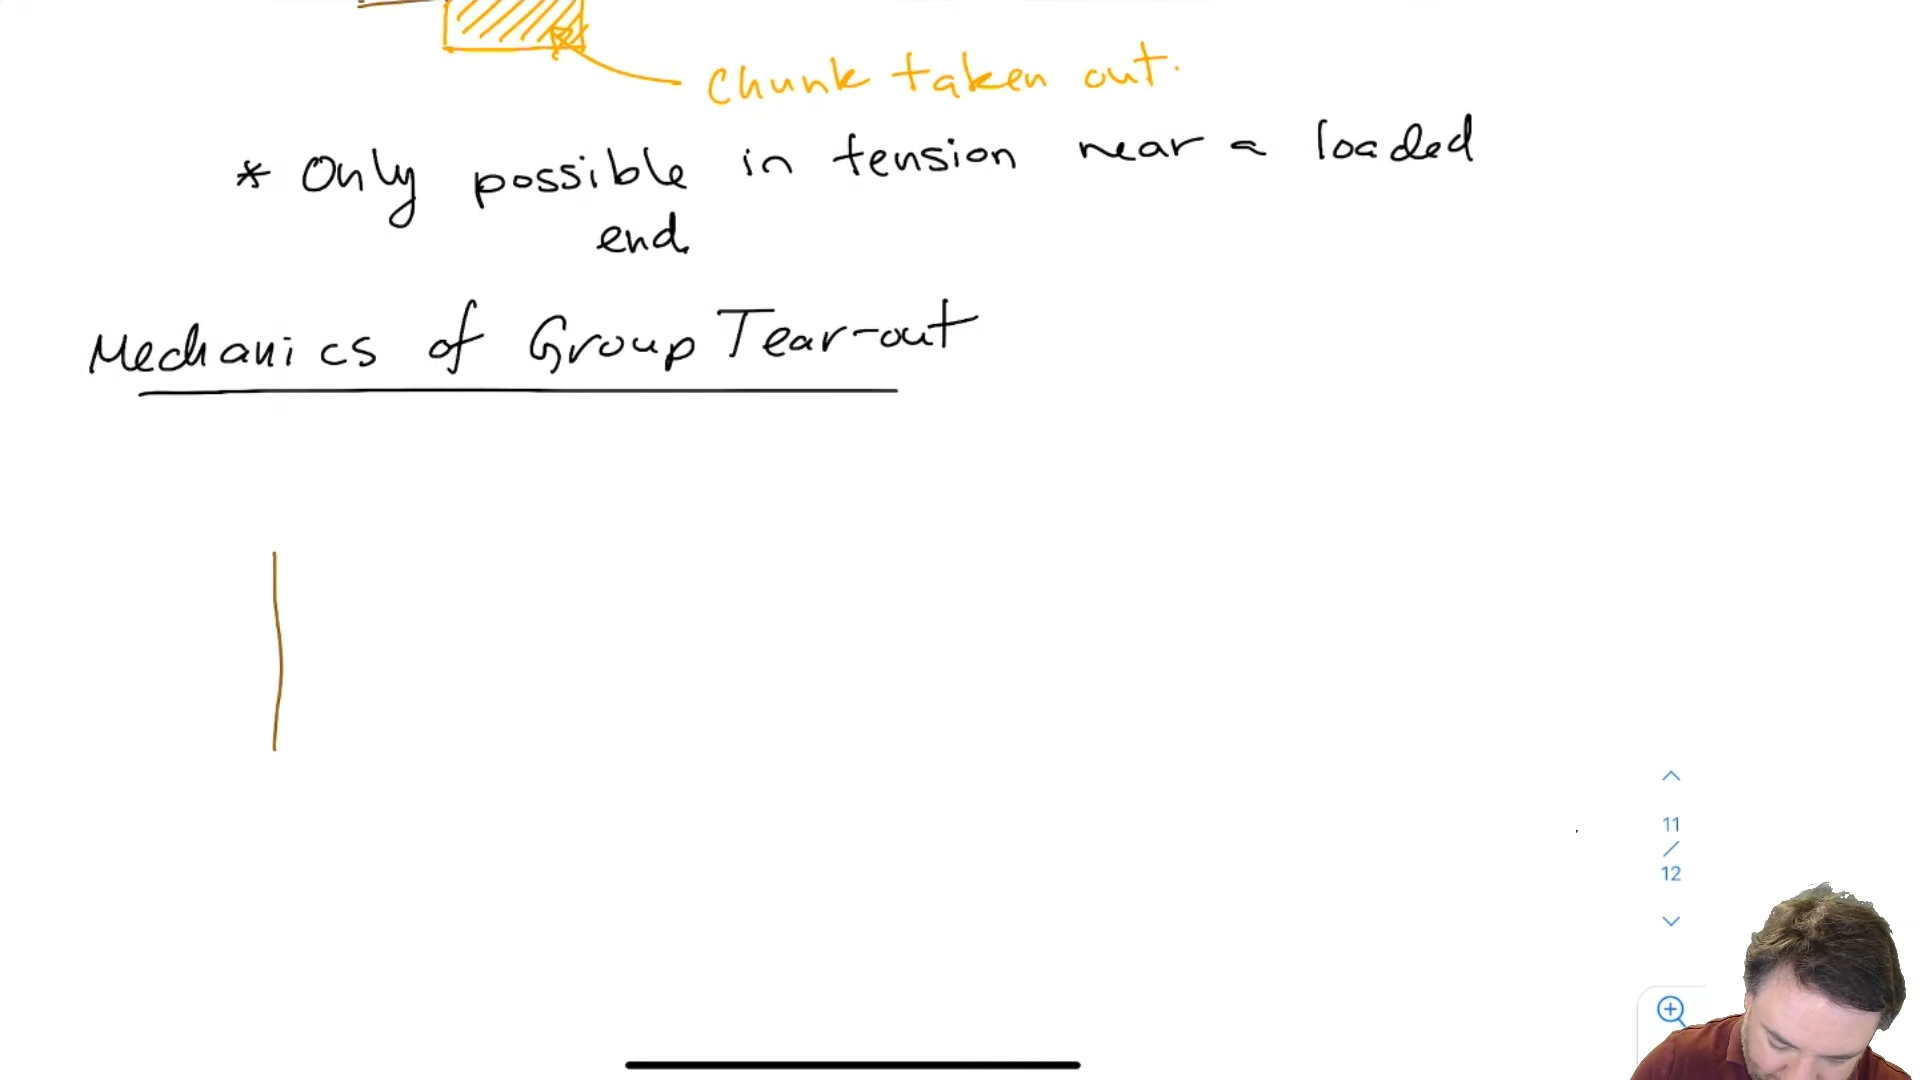 Chunk taken out.
* Only possible in tension near a loaded
end.
Mechanics of Group Tear-out
11
/
12